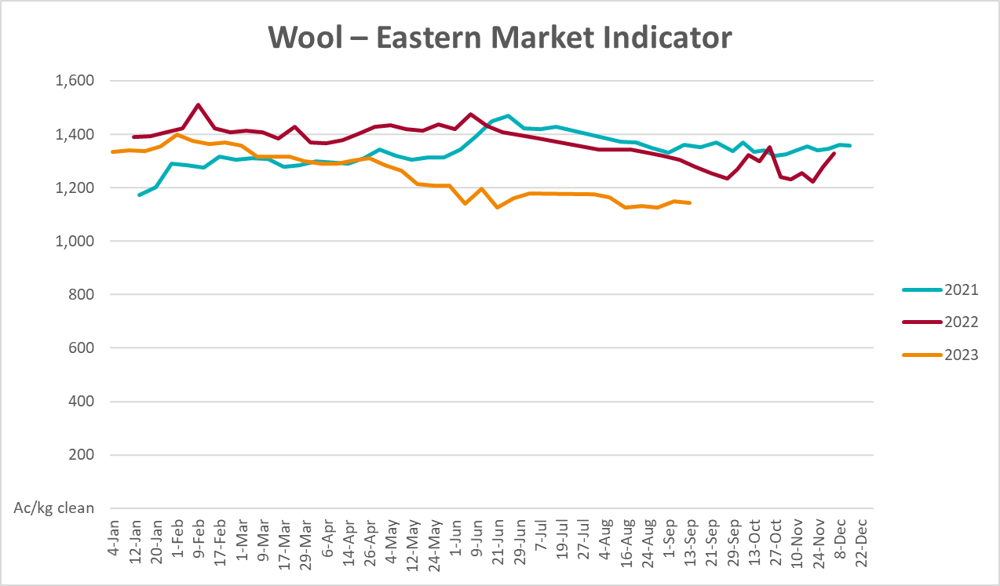 Wool – Eastern Market Indicator
1,600
1,400
1,200
1,000
800
600
400
200
Ac/kg clean
4-Jan
12-Jan
20-Jan
1-Feb
9-Feb
17-Feb
1-Mar
9-Mar
17-Mar
29-Mar
6-Apr
14-Apr
26-Apr
4-May
12-May
24-May
1-Jun
9-Jun
21-Jun
29-Jun
7-Jul
19-Jul
27-Jul
4-Aug
16-Aug
24-Aug
1-Sep
13-Sep
21-Sep
29-Sep
13-Oct
27-Oct
10-Nov
24-Nov
8-Dec
22-Dec
2021
2022
2023